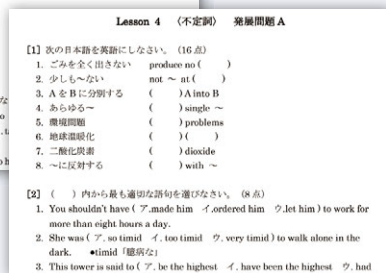 Lesson 4 〈不定詞〉 発展問題A
[1] 次の日本語を英語にしなさい。(16点)
1. ごみを全く出さない produce no ( )
2. 少しも～ない not ～ at ( )
3. AをBに分別する ( ) A into B
4. あらゆる～ ( ) single ～
5. 環境問題 ( ) problems
6. 地球温暖化 ( ) ( )
7. 二酸化炭素 ( ) dioxide
8. ～に反対する ( ) with ～
[2] ( ) 内から最も適切な語句を選びなさい。(8点)
1. You shouldn't have ( ア.made him イ.ordered him ウ.let him ) to work for
more than eight hours a day.
2. She was ( ア. so timid イ. too timid ウ. very timid ) to walk alone in the
dark. •timid「臆病な」
3. This tower is said to ( ア. be the highest イ. have been the highest ウ. had